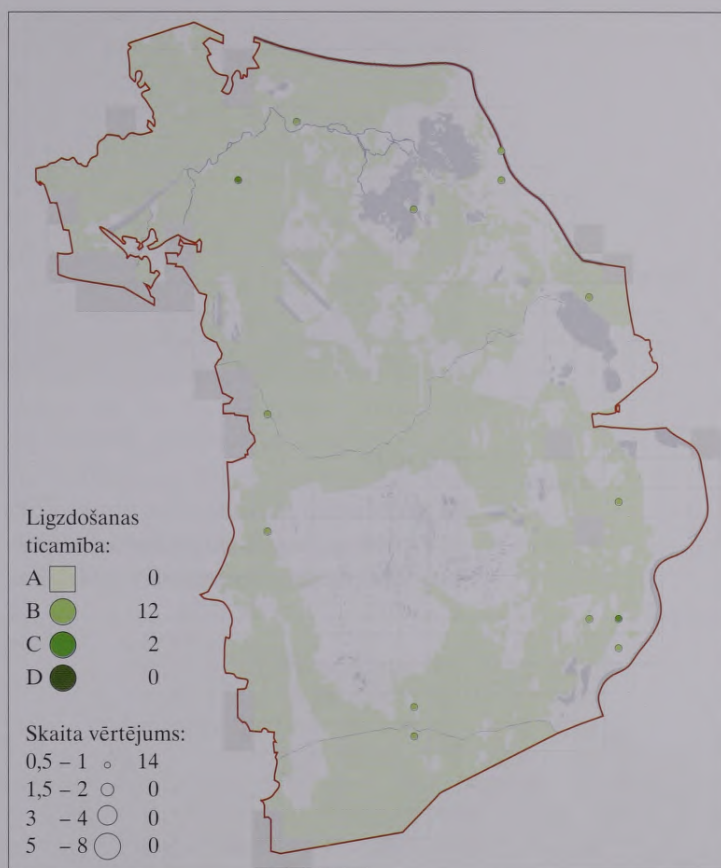 Ligzdošanas
ticamība:
A 0
B 12
C 2
D 0
Skaita vērtējums:
0,5 – 1 14
1,5 – 2 0
3 – 4 0
5 – 8 0